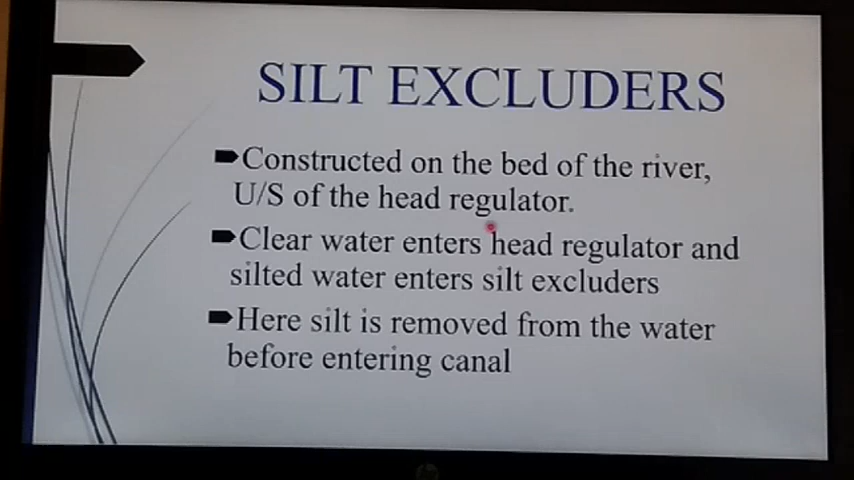 SILT EXCLUDERS
Constructed on the bed of the river,
U/S of the head regulator.
Clear water enters head regulator and
silted water enters silt excluders
Here silt is removed from the water
before entering canal
hp